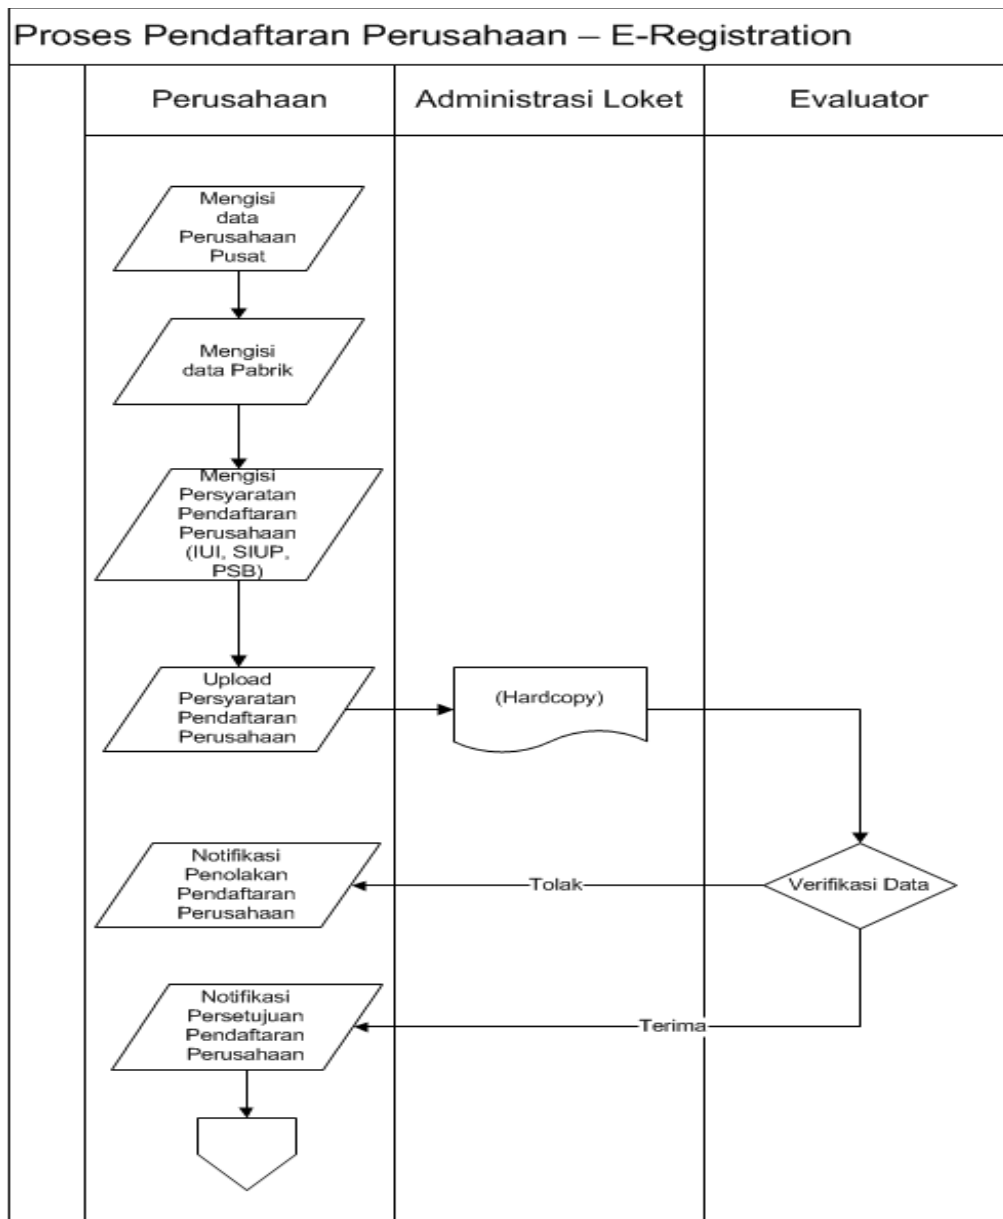 Proses Pendaftaran Perusahaan – E-Registration
Perusahaan
Administrasi Loket
Evaluator
Mengisi
data
Perusahaan
Pusat
Mengisi
data Pabrik
Mengisi
Persyaratan
Pendaftaran
Perusahaan
(IUI, SIUP,
PSB)
Upload
Persyaratan
Pendaftaran
Perusahaan
(Hardcopy)
Verifikasi Data
Tolak
Notifikasi
Penolakan
Pendaftaran
Perusahaan
Terima
Notifikasi
Persetujuan
Pendaftaran
Perusahaan